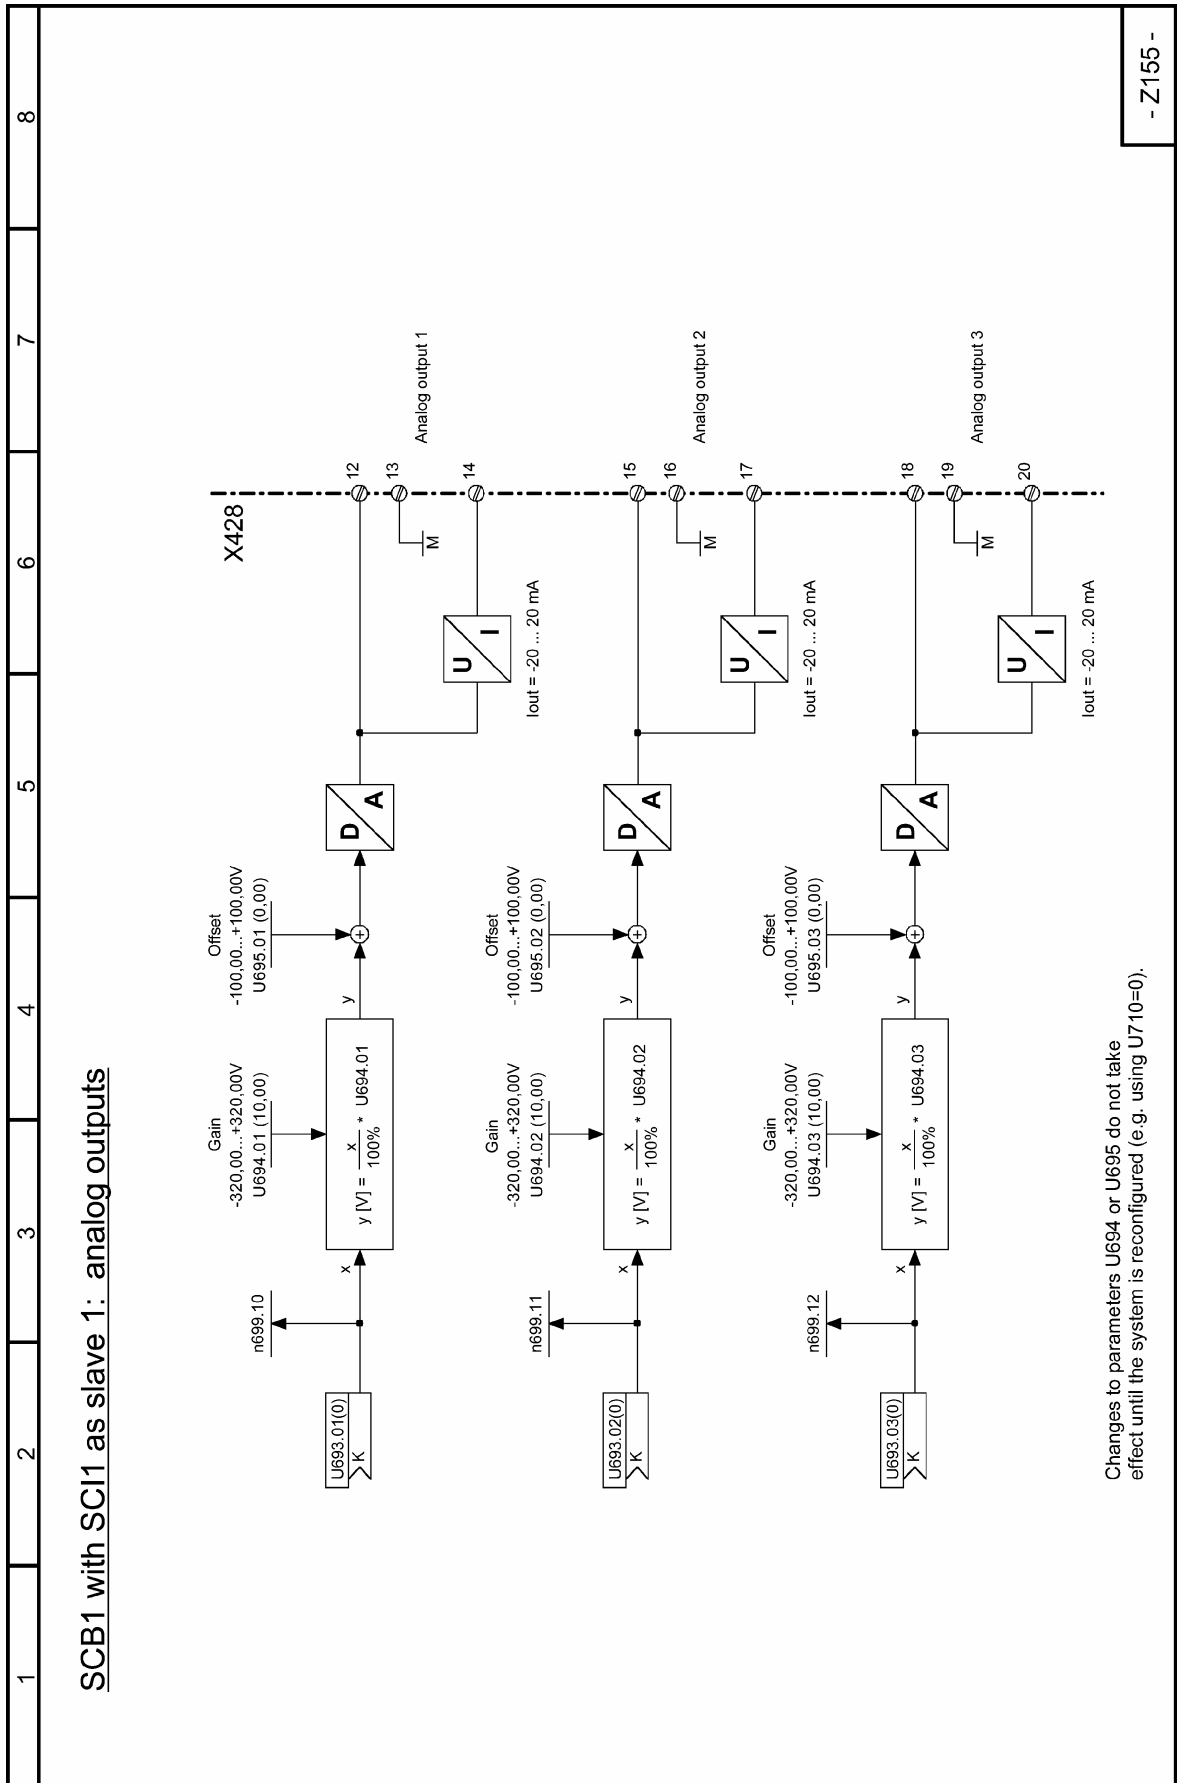 1 2 3 4 5 6 7 8
SCB1 with SCI1 as slave 1: analog outputs
X428
n699.10
Gain
-320,00...+320,00V
U694.01 (10,00)
Offset
-100,00...+100,00V
U695.01 (0,00)
U693.01(0)
K
x
y [V] = x / 100% * U694.01
y
D
A
U
I
Iout = -20 ... 20 mA
M
12
13
14
Analog output 1
n699.11
Gain
-320,00...+320,00V
U694.02 (10,00)
Offset
-100,00...+100,00V
U695.02 (0,00)
U693.02(0)
K
x
y [V] = x / 100% * U694.02
y
D
A
U
I
Iout = -20 ... 20 mA
M
15
16
17
Analog output 2
n699.12
Gain
-320,00...+320,00V
U694.03 (10,00)
Offset
-100,00...+100,00V
U695.03 (0,00)
U693.03(0)
K
x
y [V] = x / 100% * U694.03
y
D
A
U
I
Iout = -20 ... 20 mA
M
18
19
20
Analog output 3
Changes to parameters U694 or U695 do not take
effect until the system is reconfigured (e.g. using U710=0).
- Z155 -